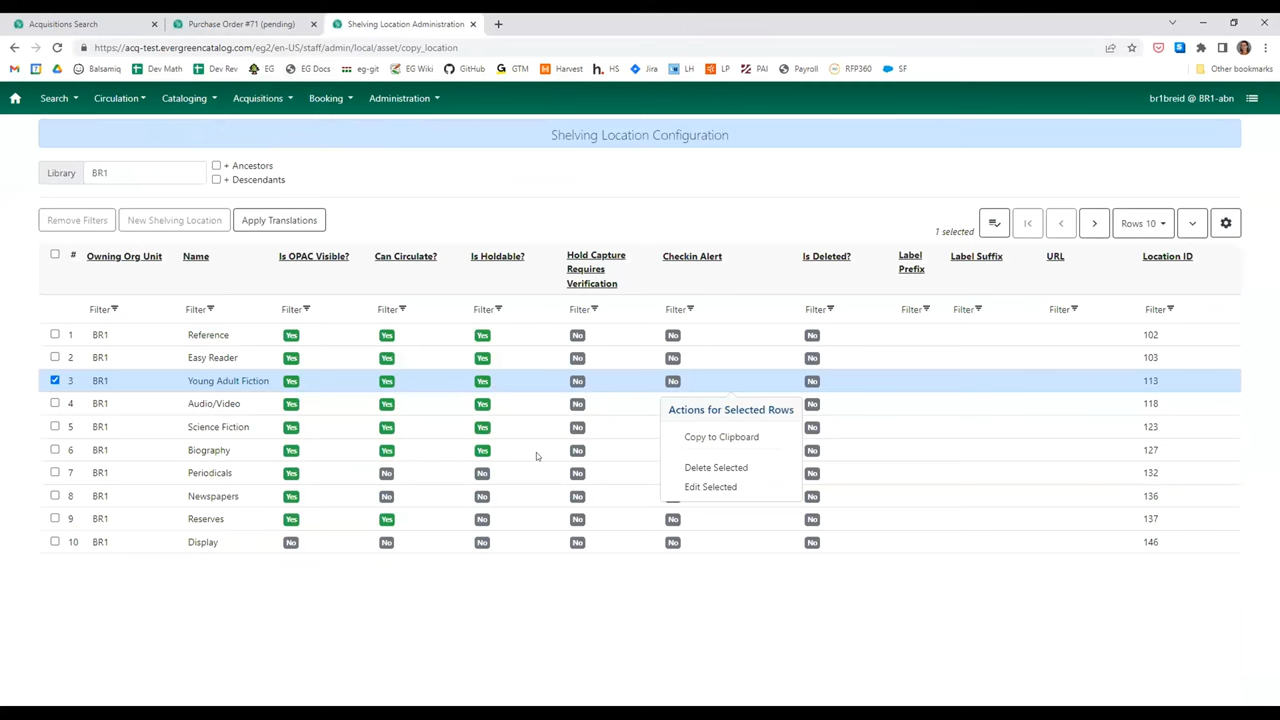 Acquisitions Search
Purchase Order #71 (pending)
Shelving Location Administration
https://acq-test.evergreencatalog.com/eg2/en-US/staff/admin/local/asset/copy_location
Balsamiq Dev Math Dev Rev EG EG Docs eg-git EG Wiki GitHub GTM Harvest HS Jira LH LP PAI Payroll RFP360 SF Other bookmarks
Search Circulation Cataloging Acquisitions Booking Administration br1breid @ BR1-abn
Shelving Location Configuration
Library BR1
+ Ancestors
+ Descendants
Remove Filters New Shelving Location Apply Translations 1 selected Rows 10
# Owning Org Unit Name Is OPAC Visible? Can Circulate? Is Holdable? Hold Capture Requires Verification Checkin Alert Is Deleted? Label Prefix Label Suffix URL Location ID
Filter Filter Filter Filter Filter Filter Filter Filter Filter Filter Filter Filter
1 BR1 Reference Yes Yes Yes No No No 102
2 BR1 Easy Reader Yes Yes Yes No No No 103
3 BR1 Young Adult Fiction Yes Yes Yes No No No 113
4 BR1 Audio/Video Yes Yes Yes No No 118
5 BR1 Science Fiction Yes Yes Yes No No 123
6 BR1 Biography Yes Yes Yes No No 127
7 BR1 Periodicals Yes No No No No 132
8 BR1 Newspapers Yes No No No No 136
9 BR1 Reserves Yes Yes No No No No 137
10 BR1 Display No No No No No No 146
Actions for Selected Rows
Copy to Clipboard
Delete Selected
Edit Selected